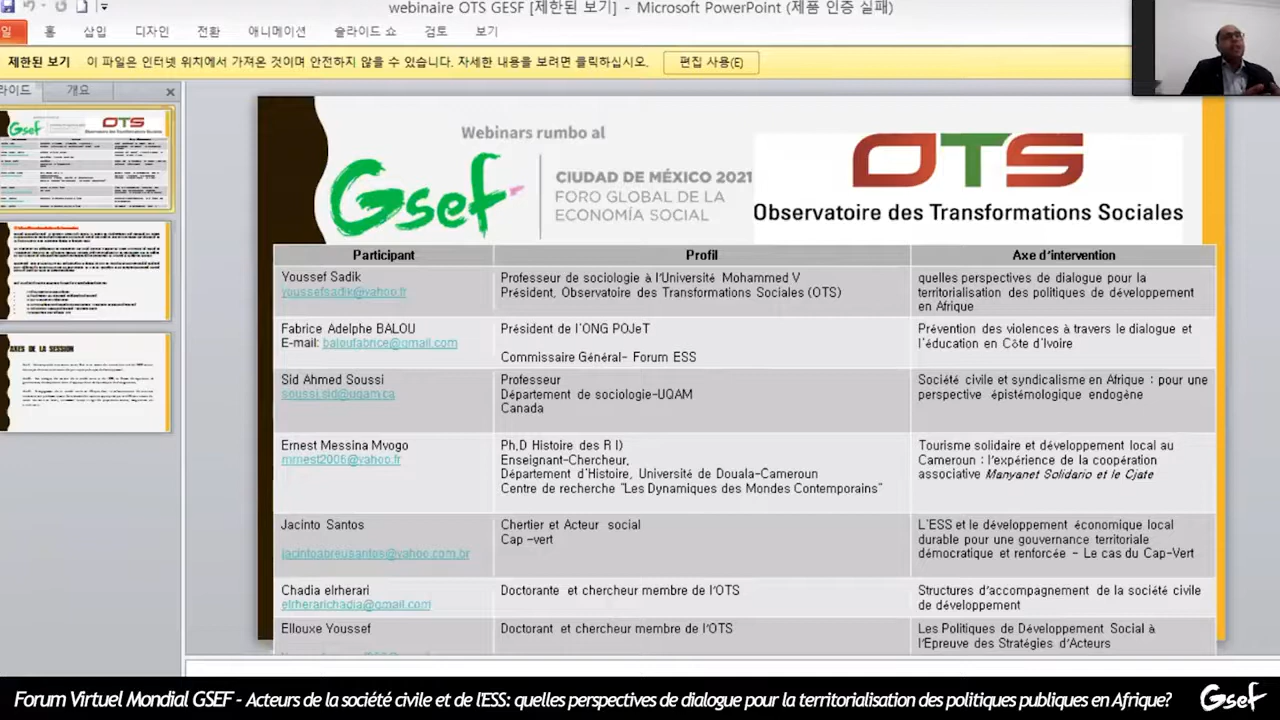 webinaire OTS GESF [제한된 보기] - Microsoft PowerPoint (제품 인증 실패)
일 홈 삽입 디자인 전환 애니메이션 슬라이드 쇼 검토 보기
제한된 보기 이 파일은 인터넷 위치에서 가져온 것이며 안전하지 않을 수 있습니다. 자세한 내용을 보려면 클릭하십시오. 편집 사용(E)
라이드 개요
Webinars rumbo al
Gsef
CIUDAD DE MÉXICO 2021
FORO GLOBAL DE LA
ECONOMÍA SOCIAL
OTS
Observatoire des Transformations Sociales
AXES DE LA SESSION
Participant Profil Axe d'intervention
Youssef Sadik
youssefsadik@yahoo.fr
Professeur de sociologie à l'Université Mohammed V
Président, Observatoire des Transformations Sociales (OTS)
quelles perspectives de dialogue pour la
territorialisation des politiques de développement
en Afrique
Fabrice Adelphe BALOU
E-mail: baloufabrice@gmail.com
Président de l'ONG POJeT
Commissaire Général- Forum ESS
Prévention des violences à travers le dialogue et
l'éducation en Côte d'Ivoire
Sid Ahmed Soussi
soussi.sid@uqam.ca
Professeur
Département de sociologie-UQAM
Canada
Société civile et syndicalisme en Afrique : pour une
perspective épistémologique endogène
Ernest Messina Mvogo
mmest2006@yahoo.fr
Ph,D Histoire des R I)
Enseignant-Chercheur,
Département d'Histoire, Université de Douala-Cameroun
Centre de recherche "Les Dynamiques des Mondes Contemporains"
Tourisme solidaire et développement local au
Cameroun : l'expérience de la coopération
associative Manyanet Solidario et le Cjate
Jacinto Santos
jacintoabreusantos@yahoo.com.br
Chertier et Acteur social
Cap -vert
L'ESS et le développement économique local
durable pour une gouvernance territoriale
démocratique et renforcée - Le cas du Cap-Vert
Chadia elrherari
elrherarichadia@gmail.com
Doctorante et chercheur membre de l'OTS
Structures d'accompagnement de la société civile
de développement
Ellouxe Youssef
Doctorant et chercheur membre de l'OTS
Les Politiques de Développement Social à
l'Epreuve des Stratégies d'Acteurs
Forum Virtuel Mondial GSEF - Acteurs de la société civile et de l'ESS: quelles perspectives de dialogue pour la territorialisation des politiques publiques en Afrique?
Gsef